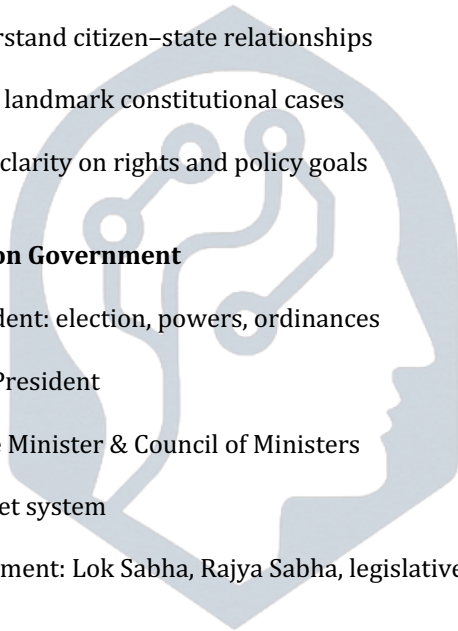 rstand citizen–state relationships
landmark constitutional cases
clarity on rights and policy goals
on Government
dent: election, powers, ordinances
President
e Minister & Council of Ministers
et system
ment: Lok Sabha, Rajya Sabha, legislative